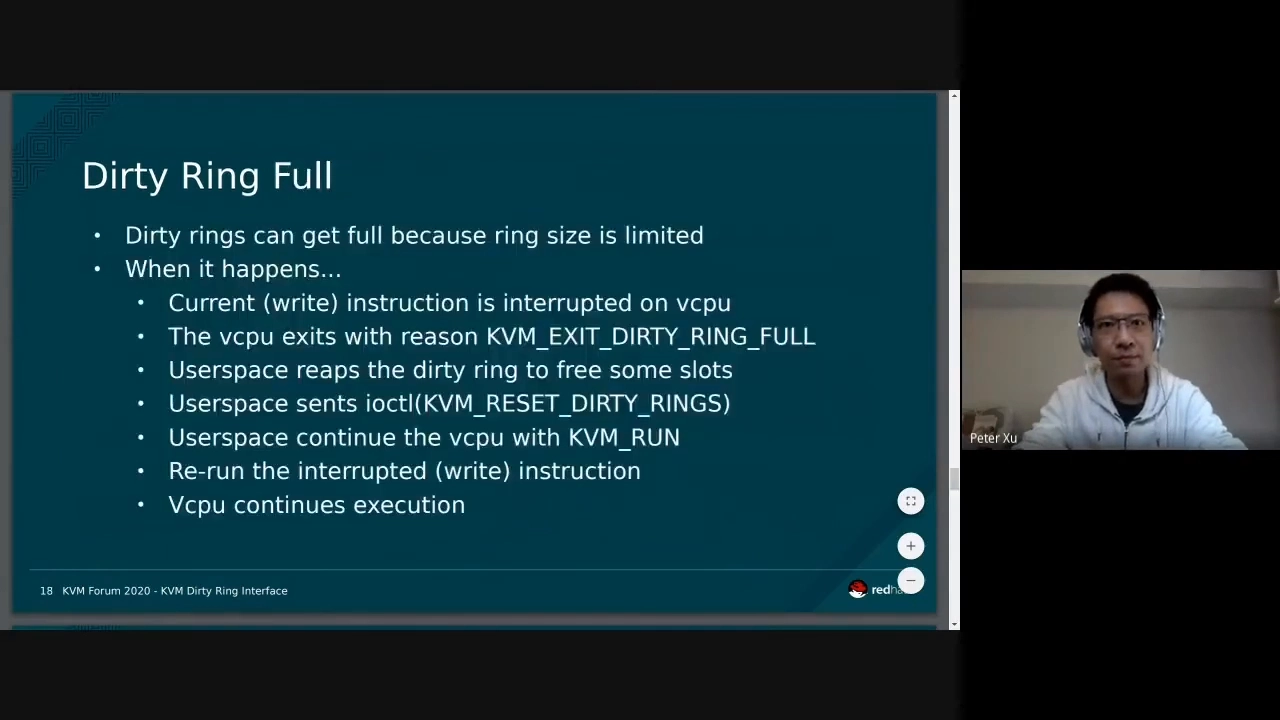 Dirty Ring Full
• Dirty rings can get full because ring size is limited
• When it happens...
• Current (write) instruction is interrupted on vcpu
• The vcpu exits with reason KVM_EXIT_DIRTY_RING_FULL
• Userspace reaps the dirty ring to free some slots
• Userspace sents ioctl(KVM_RESET_DIRTY_RINGS)
• Userspace continue the vcpu with KVM_RUN
• Re-run the interrupted (write) instruction
• Vcpu continues execution
18 KVM Forum 2020 - KVM Dirty Ring Interface
Peter Xu